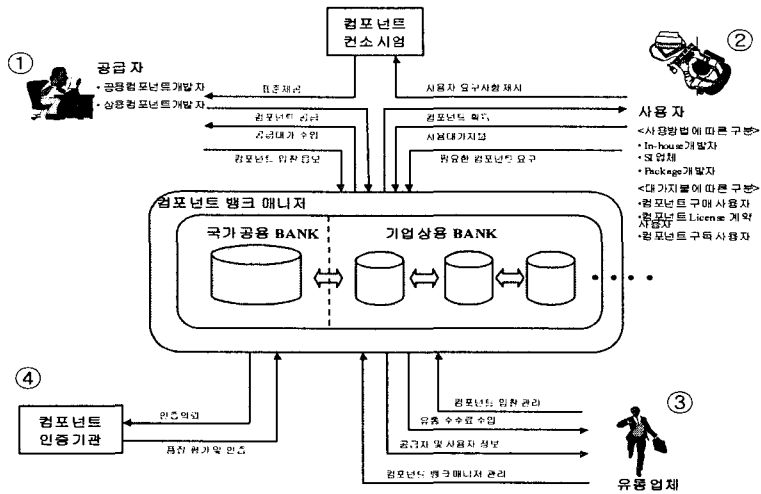 컴포넌트
컨소시엄
①
공급자
•공용컴포넌트개발자
•상용컴포넌트개발자
②
사용자
<사용방법에 따른 구분>
•In-house개발자
•SI업체
•Package개발자
<대가지불에 따른 구분>
•컴포넌트 구매 사용자
•컴포넌트 License 계약
사용자
•컴포넌트 구독 사용자
표준제공
사용자 요구사항 제시
컴포넌트 공급
컴포넌트 획득
공급대가 수입
사용대가지불
컴포넌트 입찰 응모
필요한 컴포넌트 요구
컴포넌트 뱅크 매니저
국가공용 BANK
기업상용 BANK
④
컴포넌트
인증기관
인증의뢰
품질 평가 및 인증
컴포넌트 입찰 관리
유통 수수료 수입
공급자 및 사용자 정보
컴포넌트 뱅크매니저 관리
③
유통업체